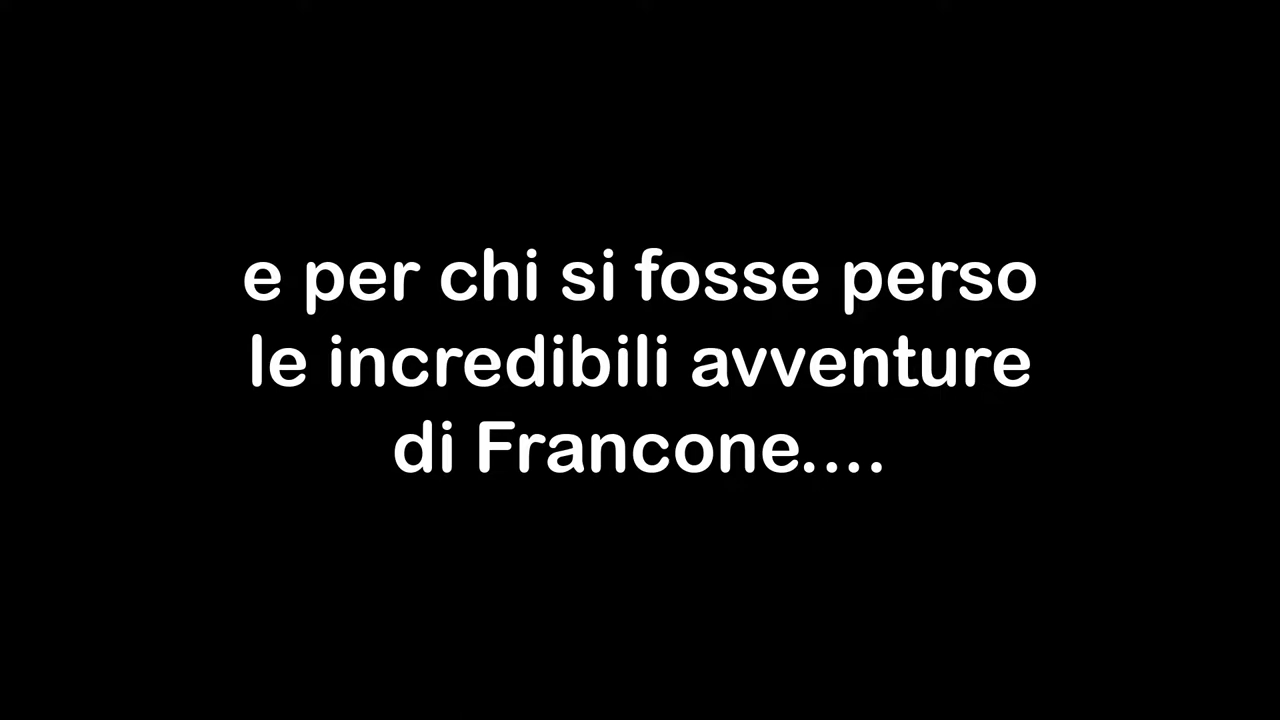 e per chi si fosse perso
le incredibili avventure
di Francone....